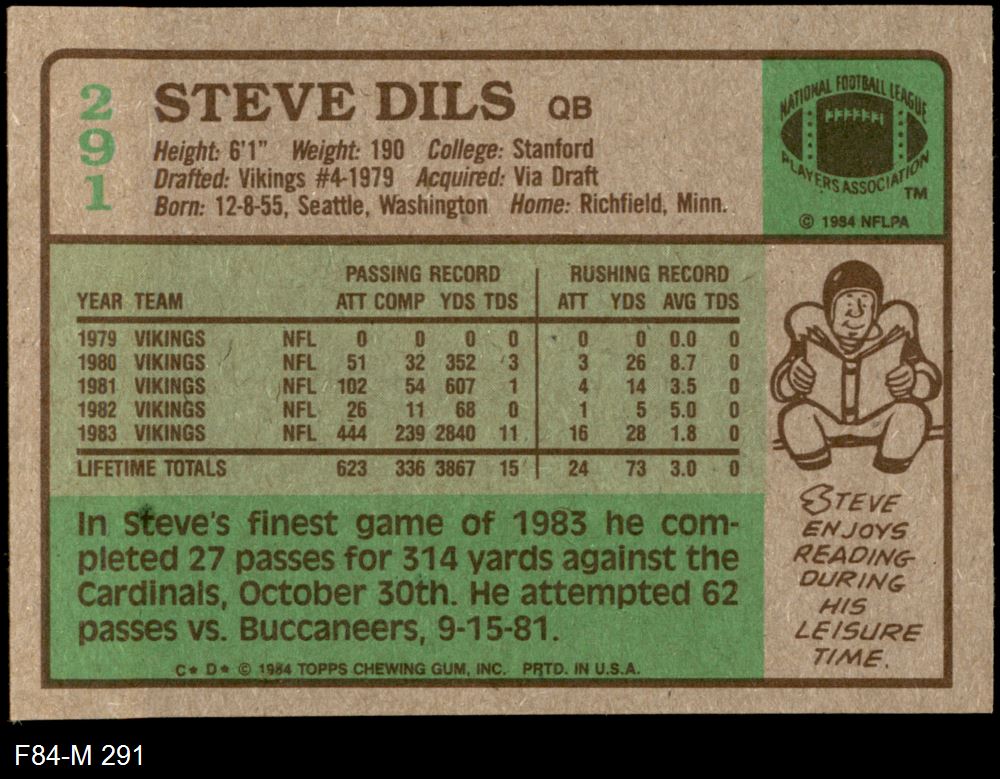 291
STEVE DILS QB
Height: 6'1" Weight: 190 College: Stanford
Drafted: Vikings #4-1979 Acquired: Via Draft
Born: 12-8-55, Seattle, Washington Home: Richfield, Minn.
NATIONAL FOOTBALL LEAGUE
PLAYERS ASSOCIATION
TM
© 1984 NFLPA
PASSING RECORD RUSHING RECORD
YEAR TEAM ATT COMP YDS TDS ATT YDS AVG TDS
1979 VIKINGS NFL 0 0 0 0 0 0 0.0 0
1980 VIKINGS NFL 51 32 352 3 3 26 8.7 0
1981 VIKINGS NFL 102 54 607 1 4 14 3.5 0
1982 VIKINGS NFL 26 11 68 0 1 5 5.0 0
1983 VIKINGS NFL 444 239 2840 11 16 28 1.8 0
LIFETIME TOTALS 623 336 3867 15 24 73 3.0 0
In Steve's finest game of 1983 he com-
pleted 27 passes for 314 yards against the
Cardinals, October 30th. He attempted 62
passes vs. Buccaneers, 9-15-81.
C* D* © 1984 TOPPS CHEWING GUM, INC. PRTD. IN U.S.A.
STEVE
ENJOYS
READING
DURING
HIS
LEISURE
TIME.
F84-M 291